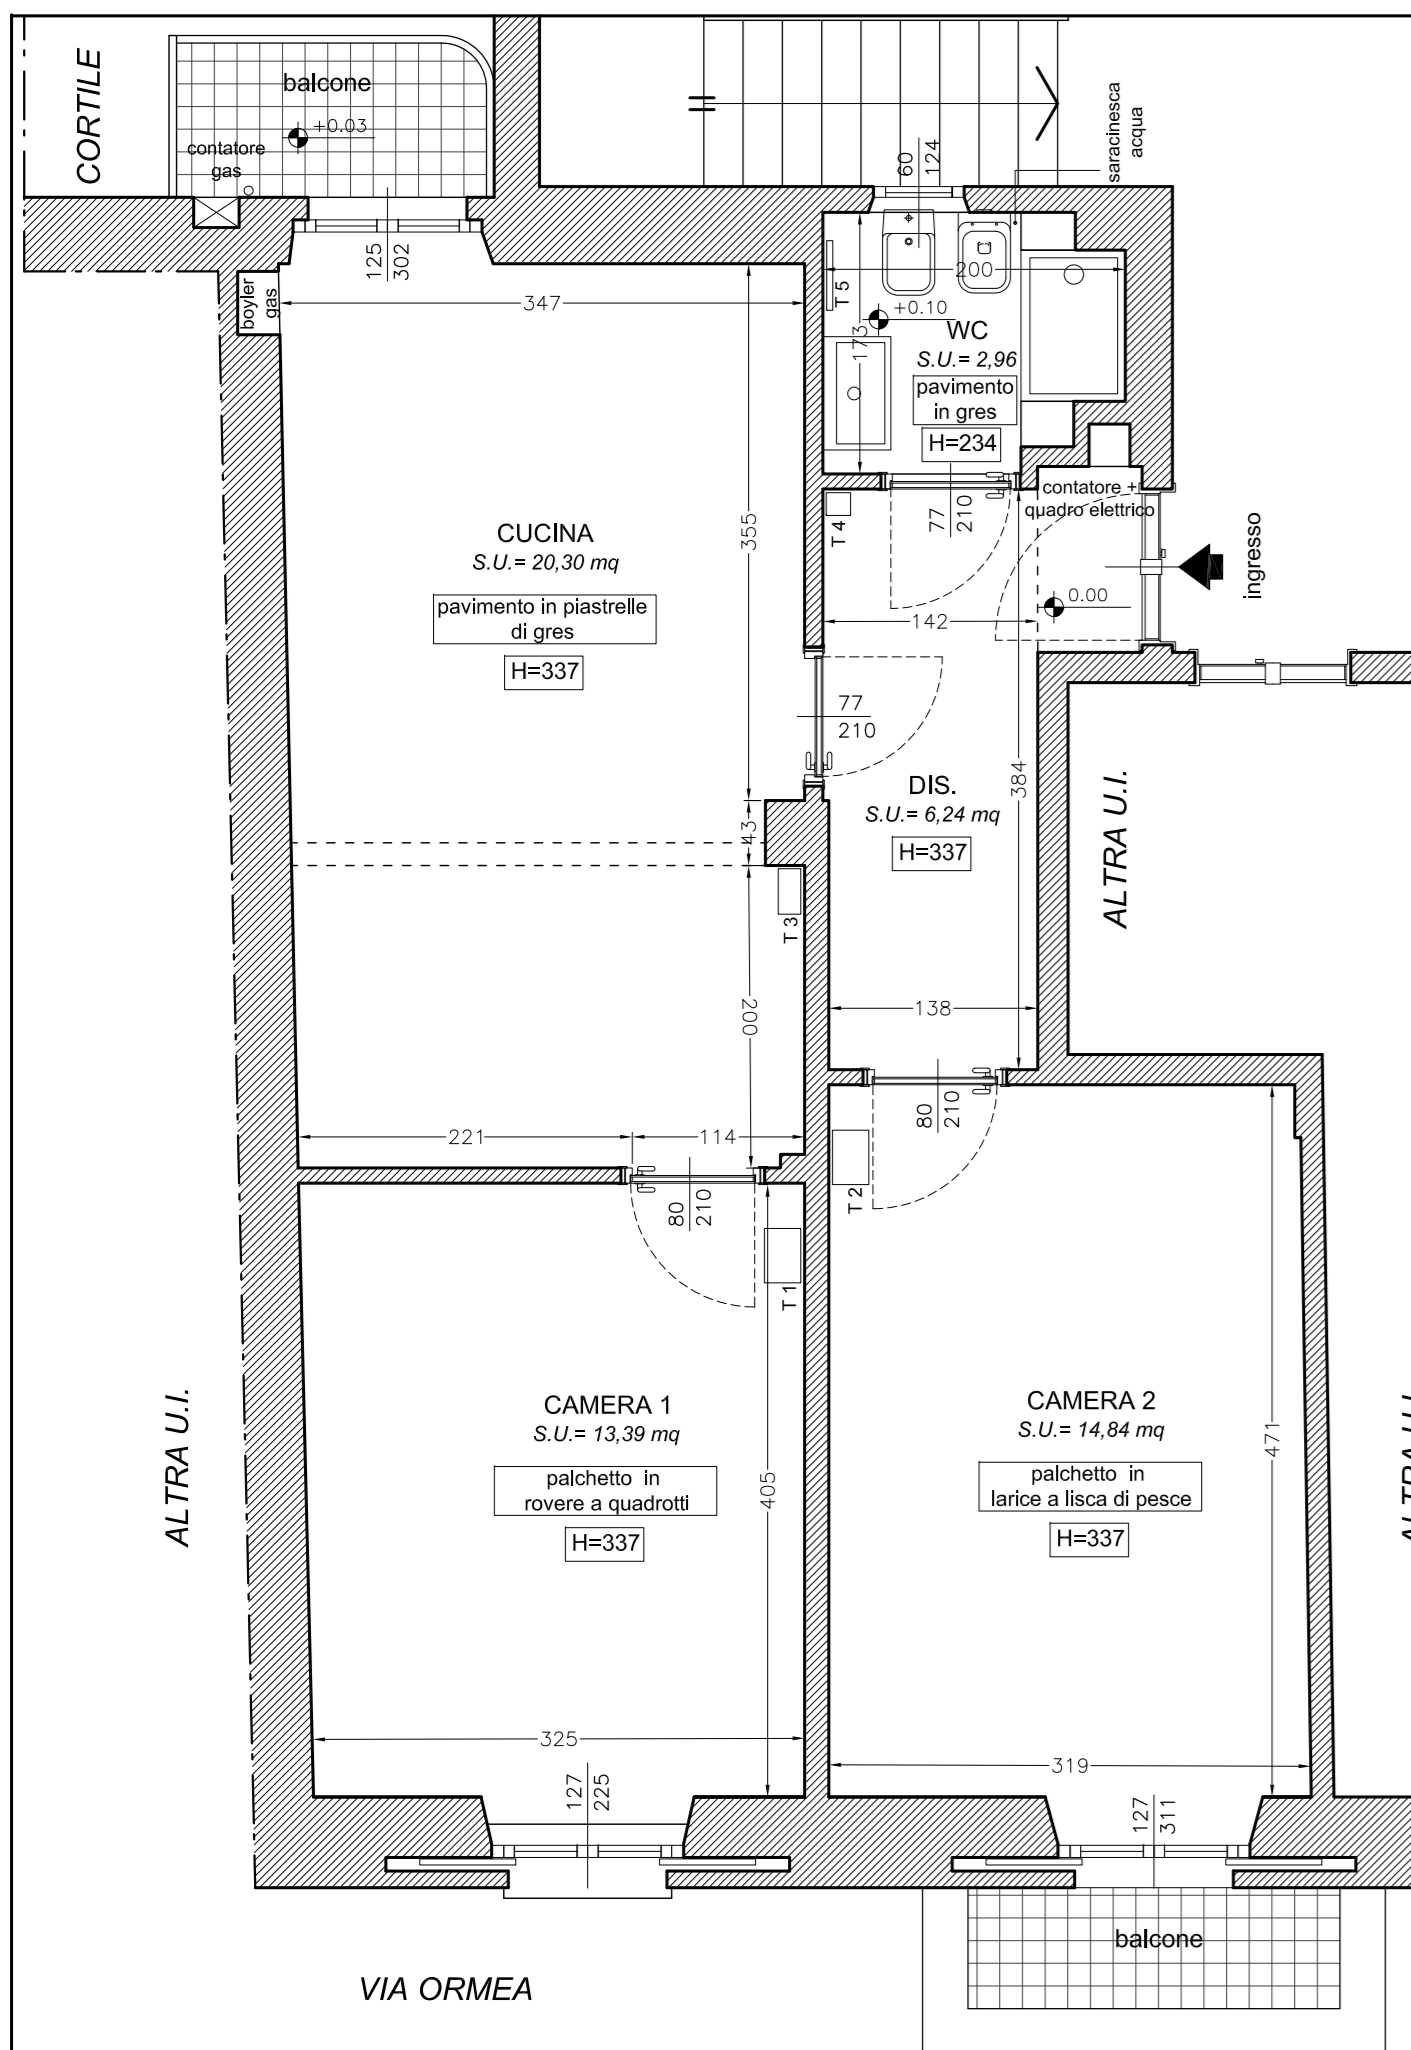 CORTILE
balcone
+0.03
contatore
gas
125
302
boyler
gas
347
60
124
saracinesca
acqua
200
T 5
+0.10
173
WC
S.U.= 2,96
pavimento
in gres
H=234
77
210
T 4
contatore +
quadro elettrico
ingresso
0.00
142
CUCINA
S.U.= 20,30 mq
pavimento in piastrelle
di gres
H=337
355
77
210
43
384
DIS.
S.U.= 6,24 mq
H=337
ALTRA U.I.
T 3
200
138
221
114
80
210
80
210
T 2
T 1
CAMERA 1
S.U.= 13,39 mq
palchetto in
rovere a quadrotti
H=337
405
325
127
225
CAMERA 2
S.U.= 14,84 mq
palchetto in
larice a lisca di pesce
H=337
471
319
127
311
ALTRA U.I.
ALTRA U.I.
balcone
VIA ORMEA